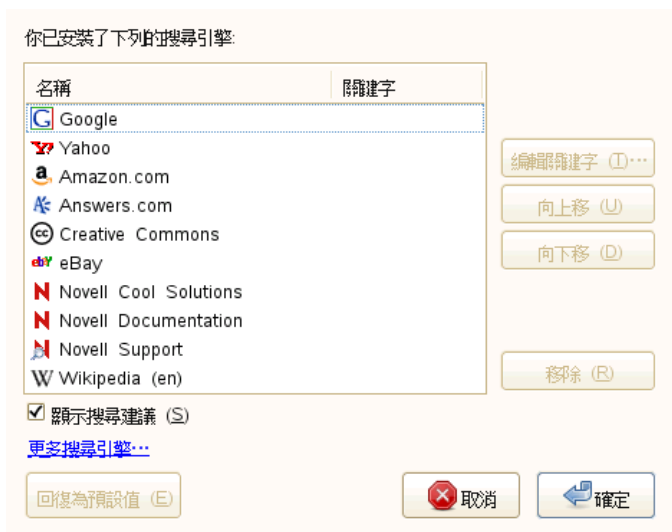 你已安裝了下列的搜尋引擎:
名稱 關鍵字
Google
Yahoo
Amazon.com
Answers.com
Creative Commons
eBay
Novell Cool Solutions
Novell Documentation
Novell Support
Wikipedia (en)
編輯關鍵字 (T)…
向上移 (U)
向下移 (D)
移除 (R)
顯示搜尋建議 (S)
更多搜尋引擎…
回復為預設值 (E)
取消
確定